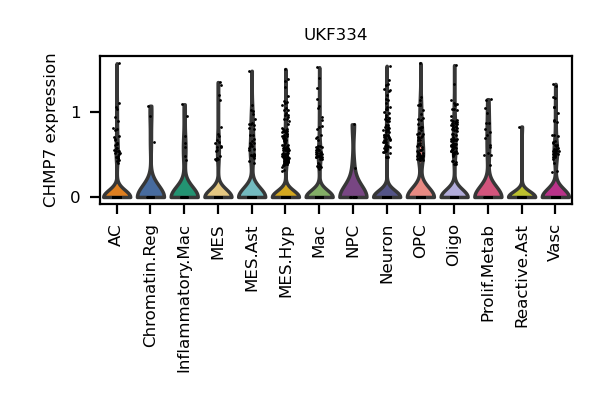 UKF334
CHMP7 expression
1
0
AC
Chromatin.Reg
Inflammatory.Mac
MES
MES.Ast
MES.Hyp
Mac
NPC
Neuron
OPC
Oligo
Prolif.Metab
Reactive.Ast
Vasc